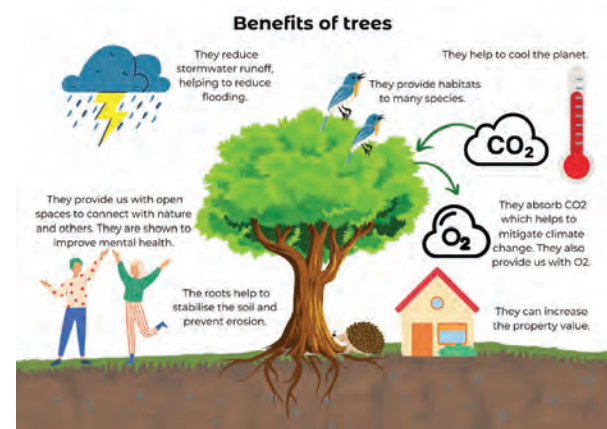 Benefits of trees
They reduce
stormwater runoff,
helping to reduce
flooding.
They help to cool the planet.
They provide habitats
to many species.
CO₂
They provide us with open
spaces to connect with nature
and others. They are shown to
improve mental health.
O₂
They absorb CO2
which helps to
mitigate climate
change. They also
provide us with O2.
The roots help to
stabilise the soil and
prevent erosion.
They can increase
the property value.